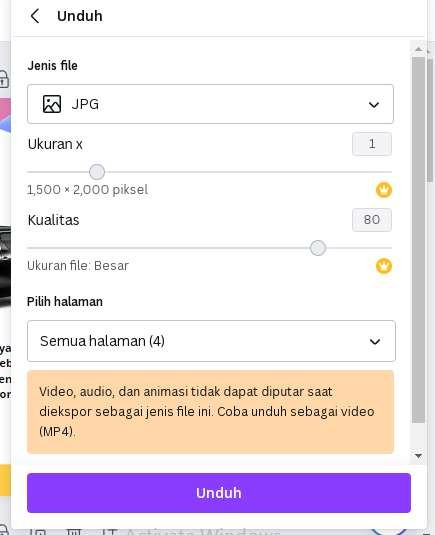 Unduh
Jenis file
JPG
Ukuran x
1
1,500 × 2,000 piksel
Kualitas
80
Ukuran file: Besar
Pilih halaman
Semua halaman (4)
Video, audio, dan animasi tidak dapat diputar saat
diekspor sebagai jenis file ini. Coba unduh sebagai video
(MP4).
Unduh
Activate Windows